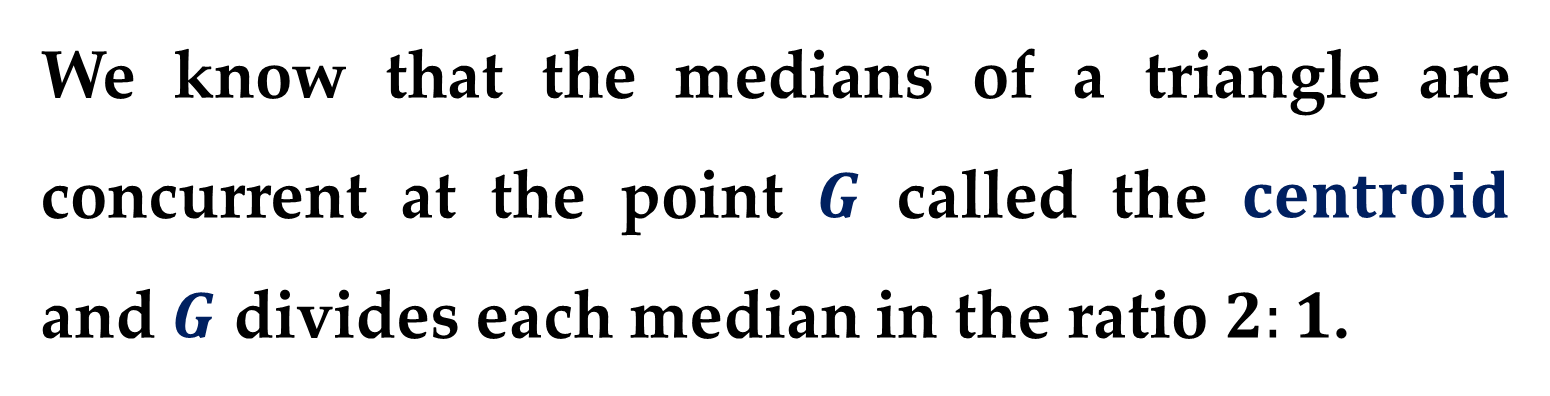 We know that the medians of a triangle are
concurrent at the point G called the centroid
and G divides each median in the ratio 2: 1.